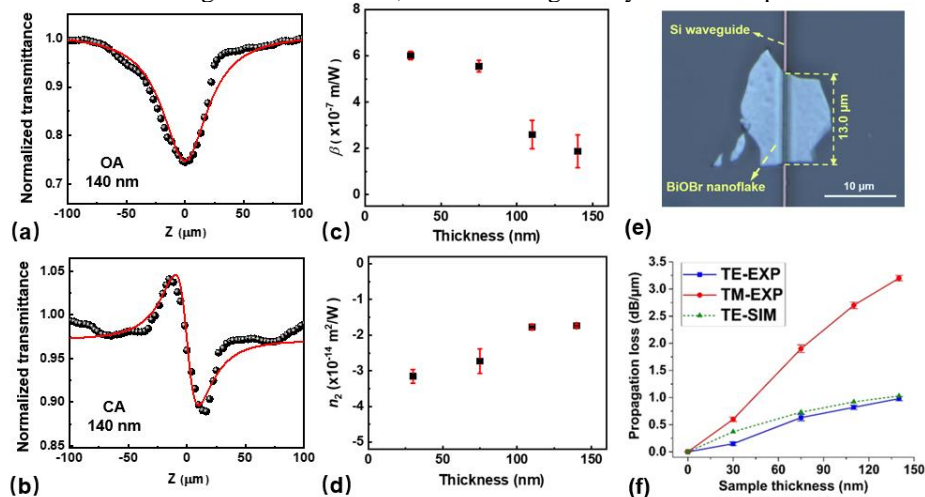 1.0
0.9
0.8
0.7
Normalized transmittance
OA
140 nm
-100 -50 0 50 100
Z (μm)
(a)
8
6
4
2
0
β (x10⁻⁷ m/W)
0 50 100 150
Thickness (nm)
(c)
Si waveguide
13.0 μm
BiOBr nanoflake
10 μm
(e)
1.05
1.00
0.95
0.90
0.85
Normalized transmittance
CA
140 nm
-100 -50 0 50 100
Z (μm)
(b)
0
-1
-2
-3
-4
-5
n₂ (x10⁻¹⁴ m²/W)
0 50 100 150
Thickness (nm)
(d)
3.5
3.0
2.5
2.0
1.5
1.0
0.5
0.0
Propagation loss (dB/μm)
TE-EXP
TM-EXP
TE-SIM
0 30 60 90 120 150
Sample thickness (nm)
(f)